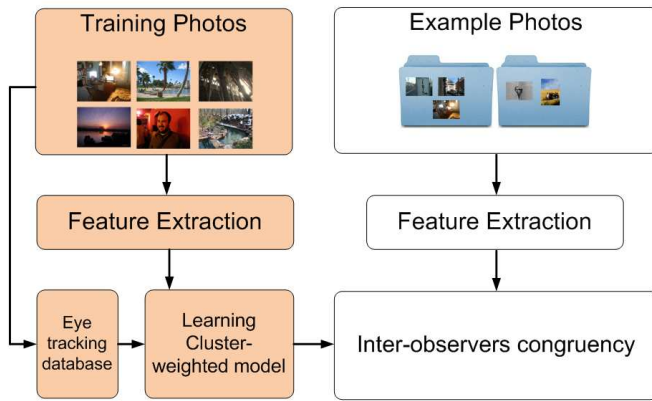 Training Photos
Example Photos
Feature Extraction
Feature Extraction
Eye
tracking
database
Learning
Cluster-
weighted model
Inter-observers congruency